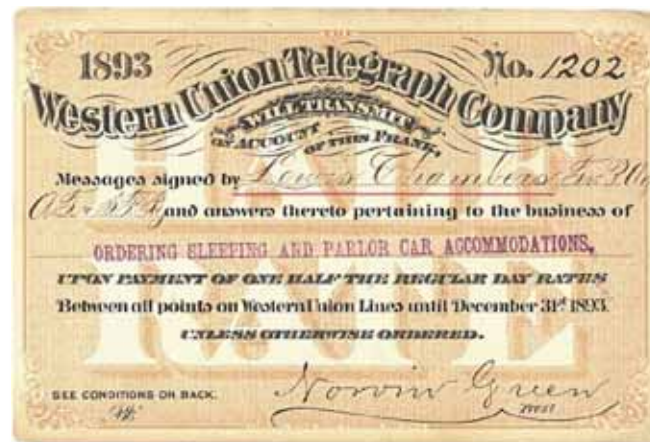 1893 No. 1202
Western Union Telegraph Company
WILL TRANSMIT
ON ACCOUNT OF THIS FRANK,
Messages signed by Lewis Chambers
and answers thereto pertaining to the business of
ORDERING SLEEPING AND PARLOR CAR ACCOMMODATIONS,
UPON PAYMENT OF ONE HALF THE REGULAR DAY RATES
Between all points on Western Union Lines until December 31st 1893.
UNLESS OTHERWISE ORDERED.
HALF
RATE
SEE CONDITIONS ON BACK.
Norvin Green
PREST